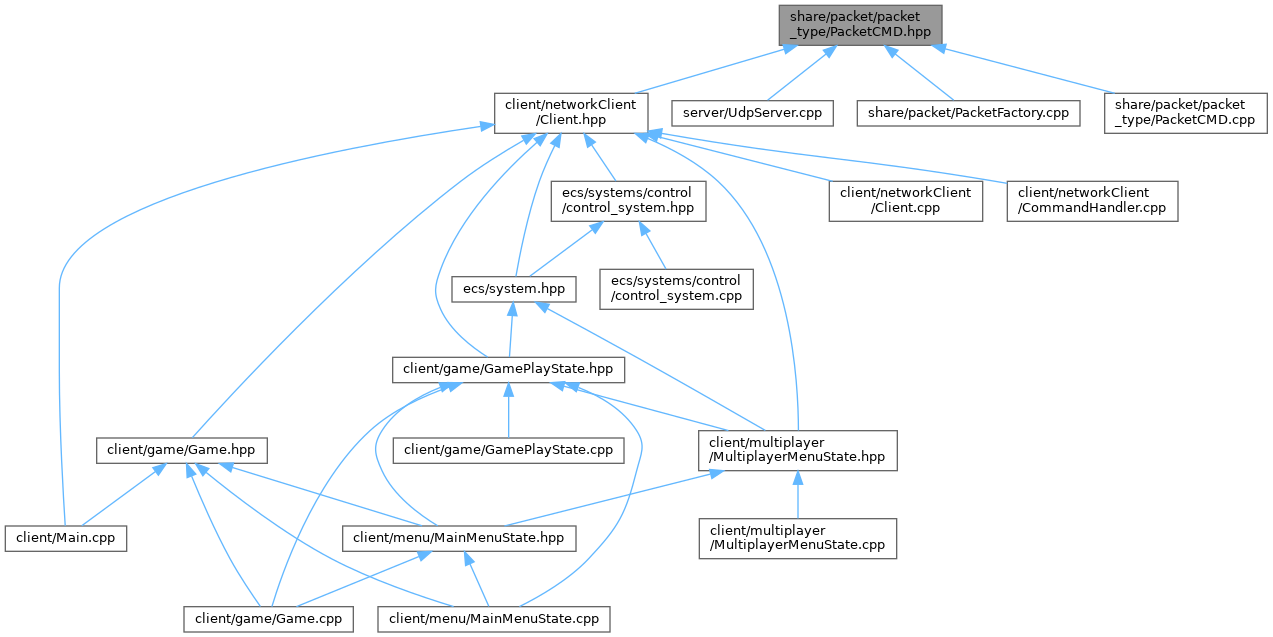 share/packet/packet
_type/PacketCMD.hpp
client/networkClient
/Client.hpp
server/UdpServer.cpp
share/packet/PacketFactory.cpp
share/packet/packet
_type/PacketCMD.cpp
ecs/systems/control
/control_system.hpp
client/networkClient
/Client.cpp
client/networkClient
/CommandHandler.cpp
ecs/system.hpp
ecs/systems/control
/control_system.cpp
client/game/GamePlayState.hpp
client/game/Game.hpp
client/game/GamePlayState.cpp
client/multiplayer
/MultiplayerMenuState.hpp
client/Main.cpp
client/menu/MainMenuState.hpp
client/multiplayer
/MultiplayerMenuState.cpp
client/game/Game.cpp
client/menu/MainMenuState.cpp